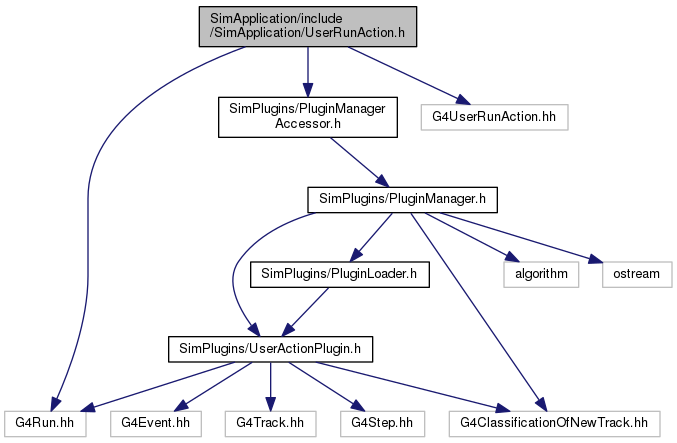 SimApplication/include
/SimApplication/UserRunAction.h
SimPlugins/PluginManager
Accessor.h
G4UserRunAction.hh
SimPlugins/PluginManager.h
SimPlugins/PluginLoader.h
algorithm
ostream
SimPlugins/UserActionPlugin.h
G4Run.hh
G4Event.hh
G4Track.hh
G4Step.hh
G4ClassificationOfNewTrack.hh